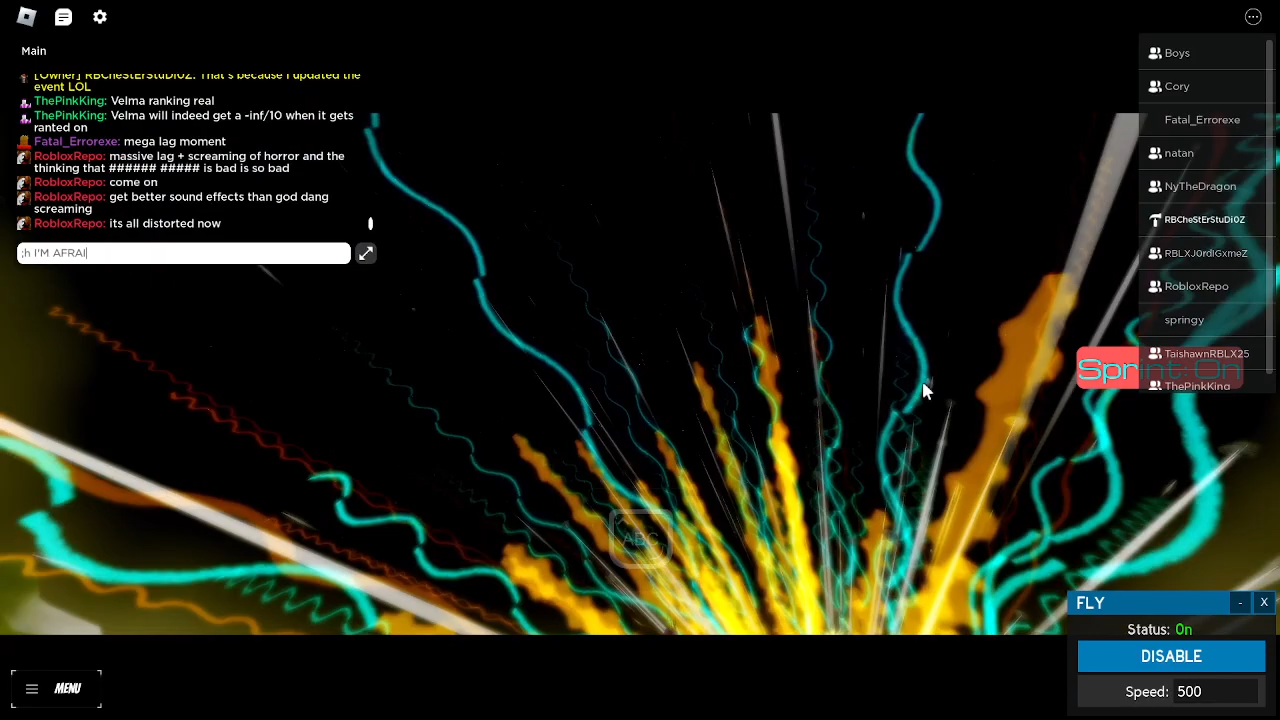 Main
[Owner] RBCheStErStuDi0Z: That's because I updated the
event LOL
ThePinkKing: Velma ranking real
ThePinkKing: Velma will indeed get a -inf/10 when it gets
ranted on
Fatal_Errorexe: mega lag moment
RobloxRepo: massive lag + screaming of horror and the
thinking that ###### ##### is bad is so bad
RobloxRepo: come on
RobloxRepo: get better sound effects than god dang
screaming
RobloxRepo: its all distorted now
;h I'M AFRAI
Boys
Cory
Fatal_Errorexe
natan
NyTheDragon
RBCheStErStuDi0Z
RBLXJ0rdIGxmeZ
RobloxRepo
springy
TaishawnRBLX25
Sprint: On
ThePinkKing
ABC
FLY
-
X
Status: On
DISABLE
Speed: 500
MENU